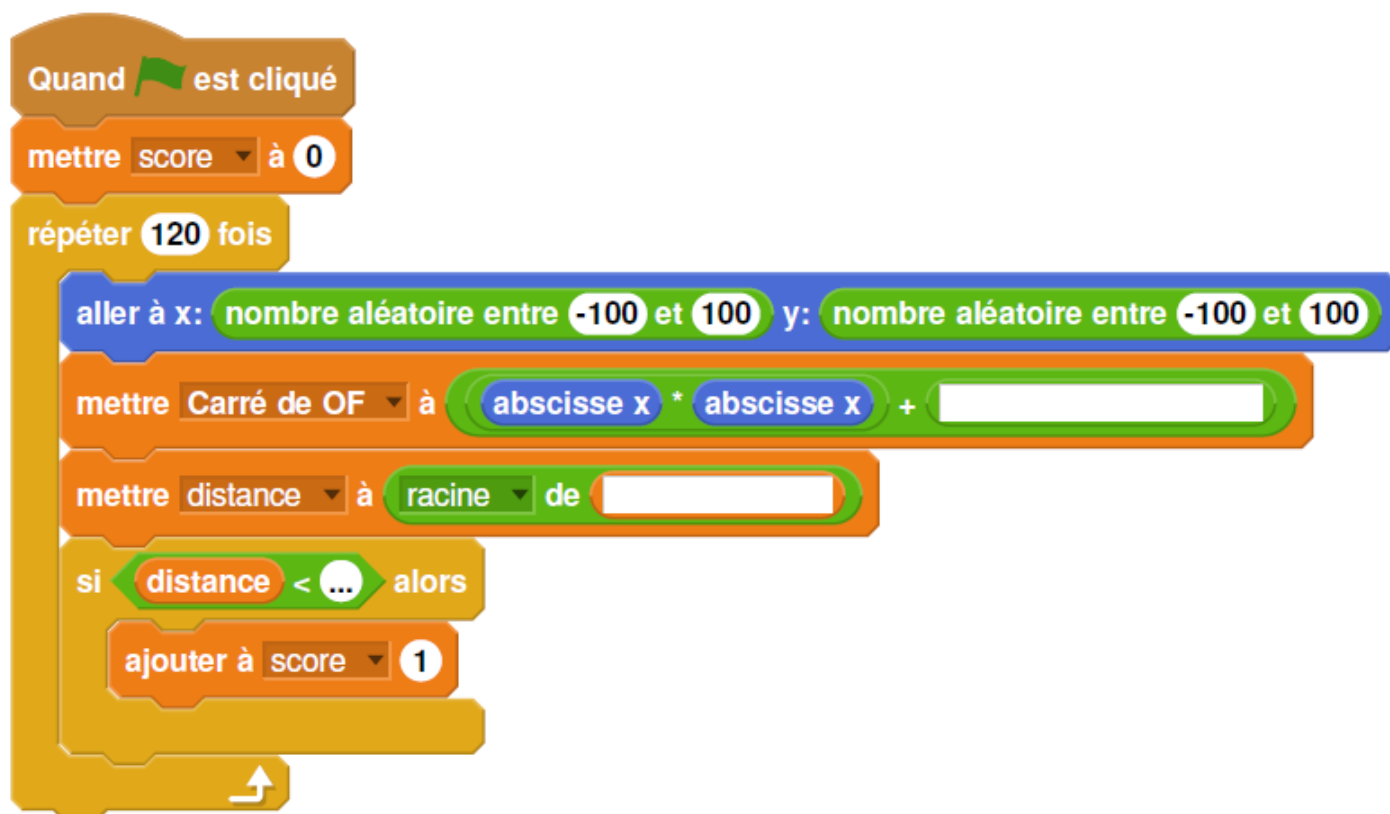 Quand est cliqué
mettre score à 0
répéter 120 fois
aller à x: nombre aléatoire entre -100 et 100 y: nombre aléatoire entre -100 et 100
mettre Carré de OF à abscisse x * abscisse x +
mettre distance à racine de
si distance < ... alors
ajouter à score 1